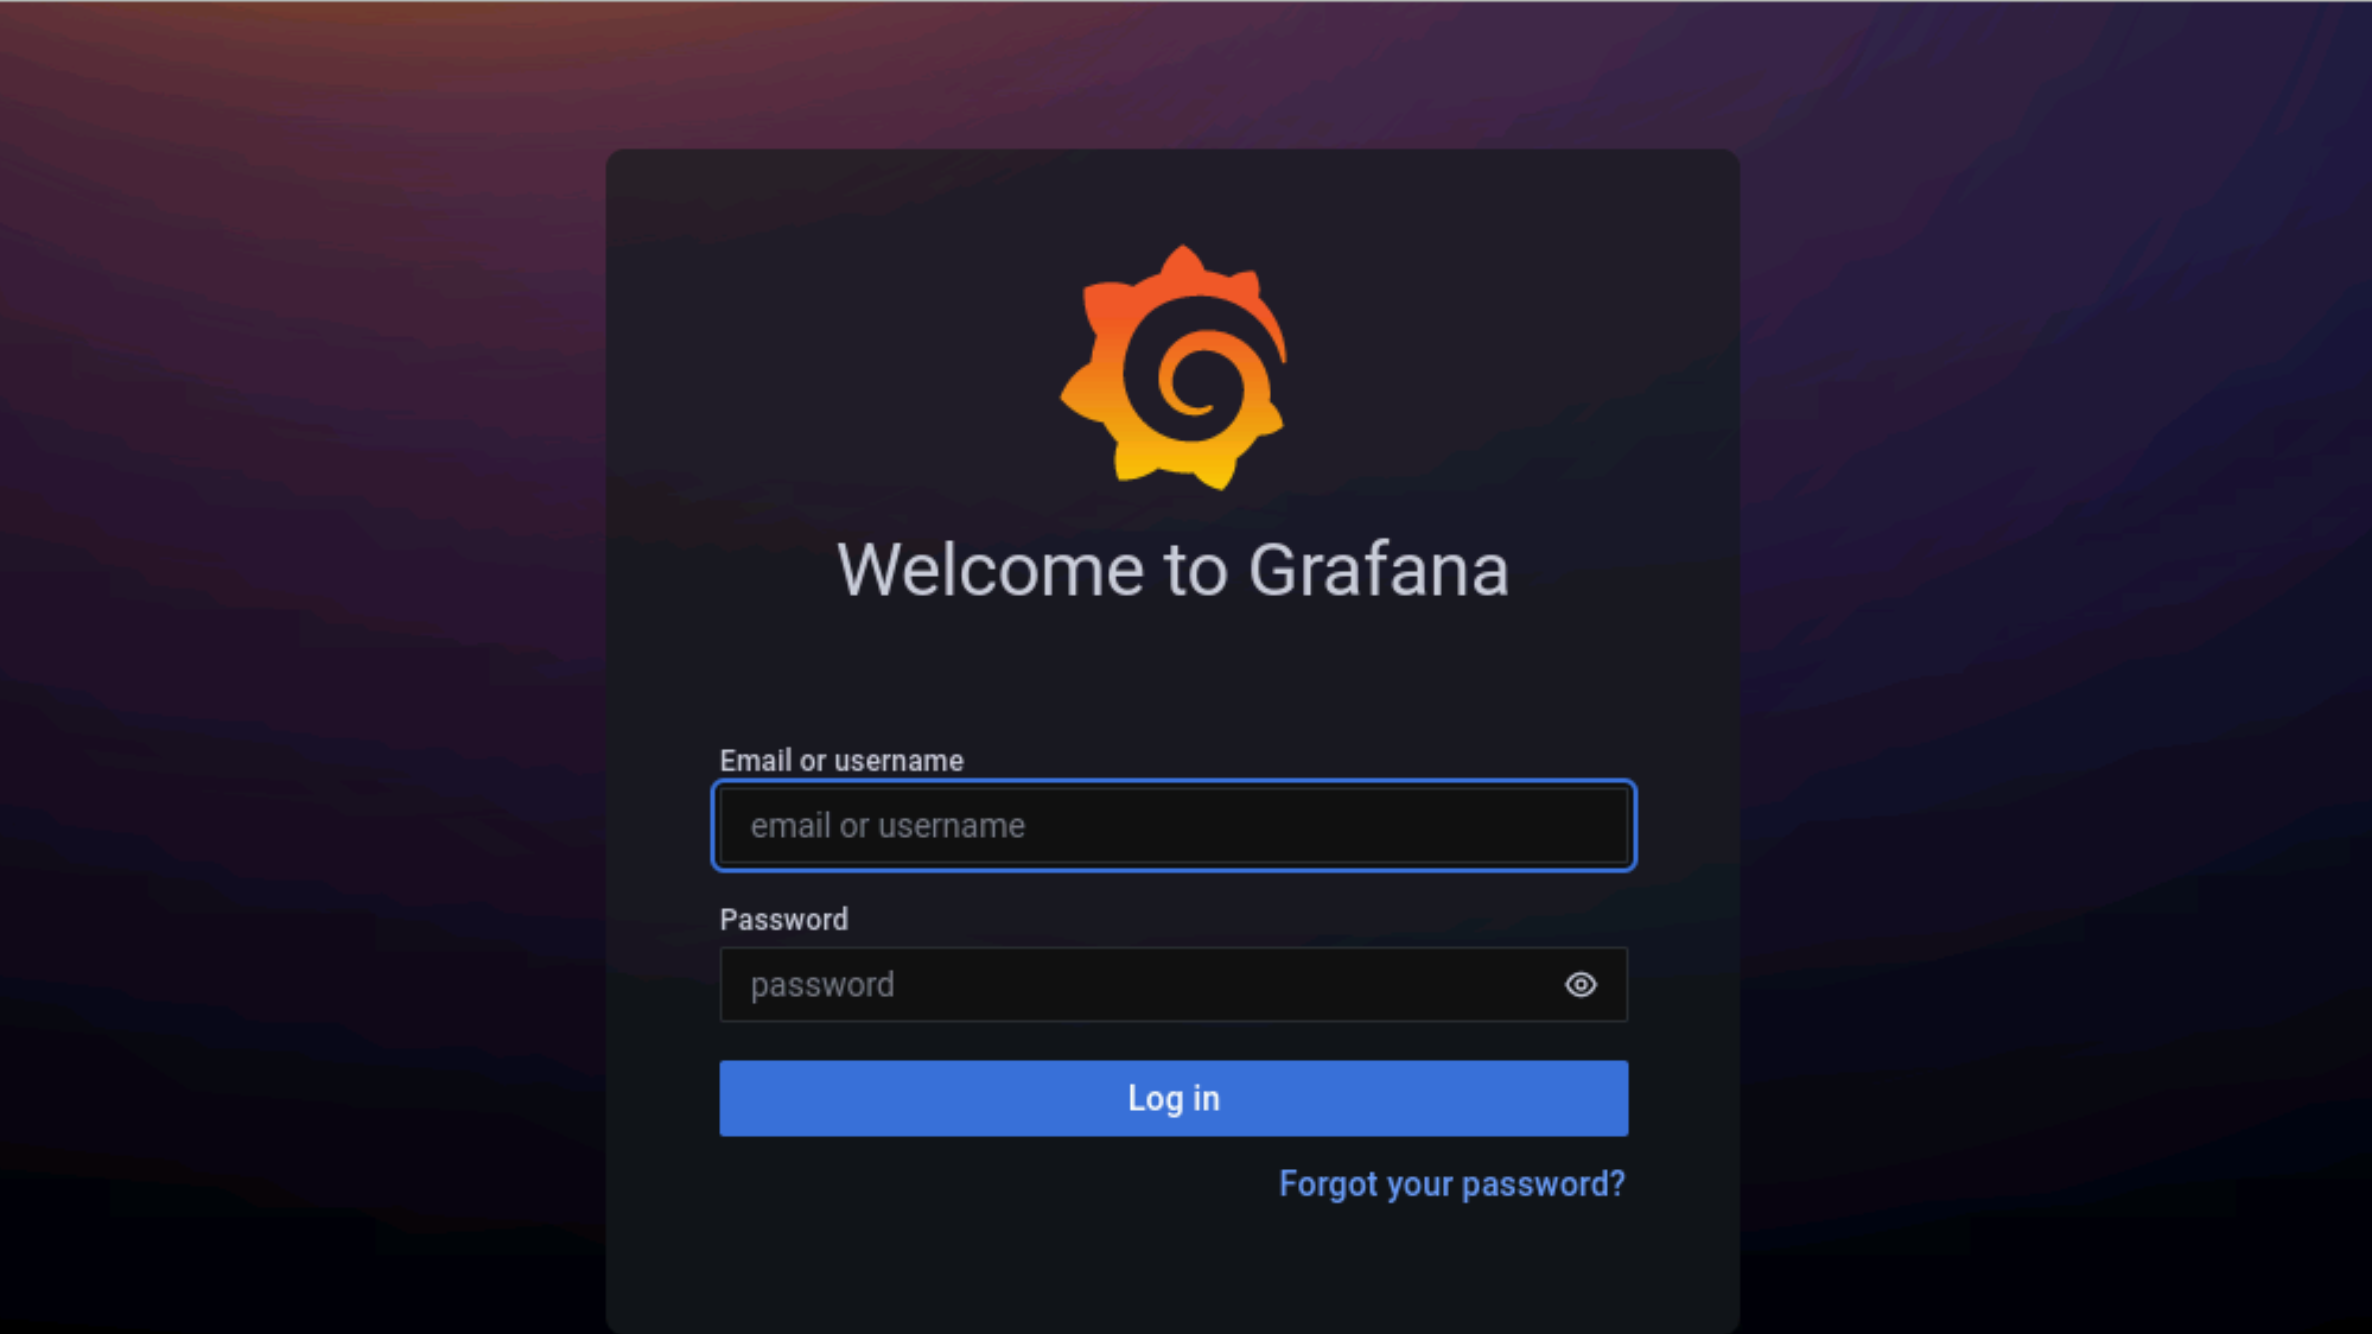 Welcome to Grafana
Email or username
email or username
Password
password
Log in
Forgot your password?